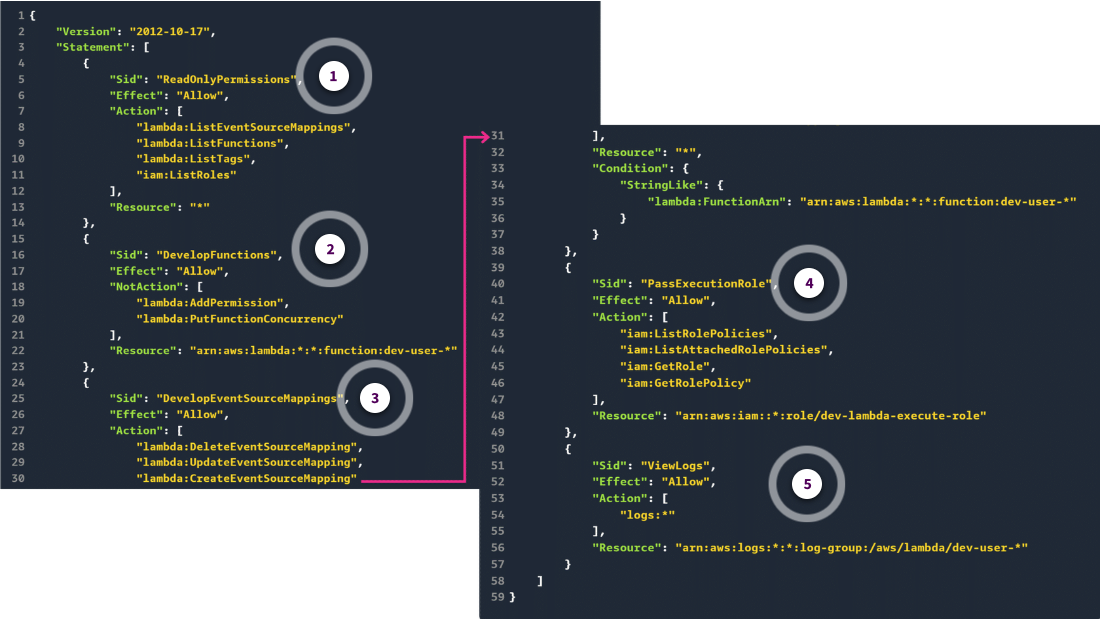 1 {
2 "Version": "2012-10-17",
3 "Statement": [
4 {
5 "Sid": "ReadOnlyPermissions", 1
6 "Effect": "Allow",
7 "Action": [
8 "lambda:ListEventSourceMappings",
9 "lambda:ListFunctions",
10 "lambda:ListTags",
11 "iam:ListRoles"
12 ],
13 "Resource": "*"
14 },
15 {
16 "Sid": "DevelopFunctions", 2
17 "Effect": "Allow",
18 "NotAction": [
19 "lambda:AddPermission",
20 "lambda:PutFunctionConcurrency"
21 ],
22 "Resource": "arn:aws:lambda:*:*:function:dev-user-*"
23 },
24 {
25 "Sid": "DevelopEventSourceMappings", 3
26 "Effect": "Allow",
27 "Action": [
28 "lambda:DeleteEventSourceMapping",
29 "lambda:UpdateEventSourceMapping",
30 "lambda:CreateEventSourceMapping"
31 ],
32 "Resource": "*",
33 "Condition": {
34 "StringLike": {
35 "lambda:FunctionArn": "arn:aws:lambda:*:*:function:dev-user-*"
36 }
37 }
38 },
39 {
40 "Sid": "PassExecutionRole", 4
41 "Effect": "Allow",
42 "Action": [
43 "iam:ListRolePolicies",
44 "iam:ListAttachedRolePolicies",
45 "iam:GetRole",
46 "iam:GetRolePolicy"
47 ],
48 "Resource": "arn:aws:iam::*:role/dev-lambda-execute-role"
49 },
50 {
51 "Sid": "ViewLogs", 5
52 "Effect": "Allow",
53 "Action": [
54 "logs:*"
55 ],
56 "Resource": "arn:aws:logs:*:*:log-group:/aws/lambda/dev-user-*"
57 }
58 ]
59 }